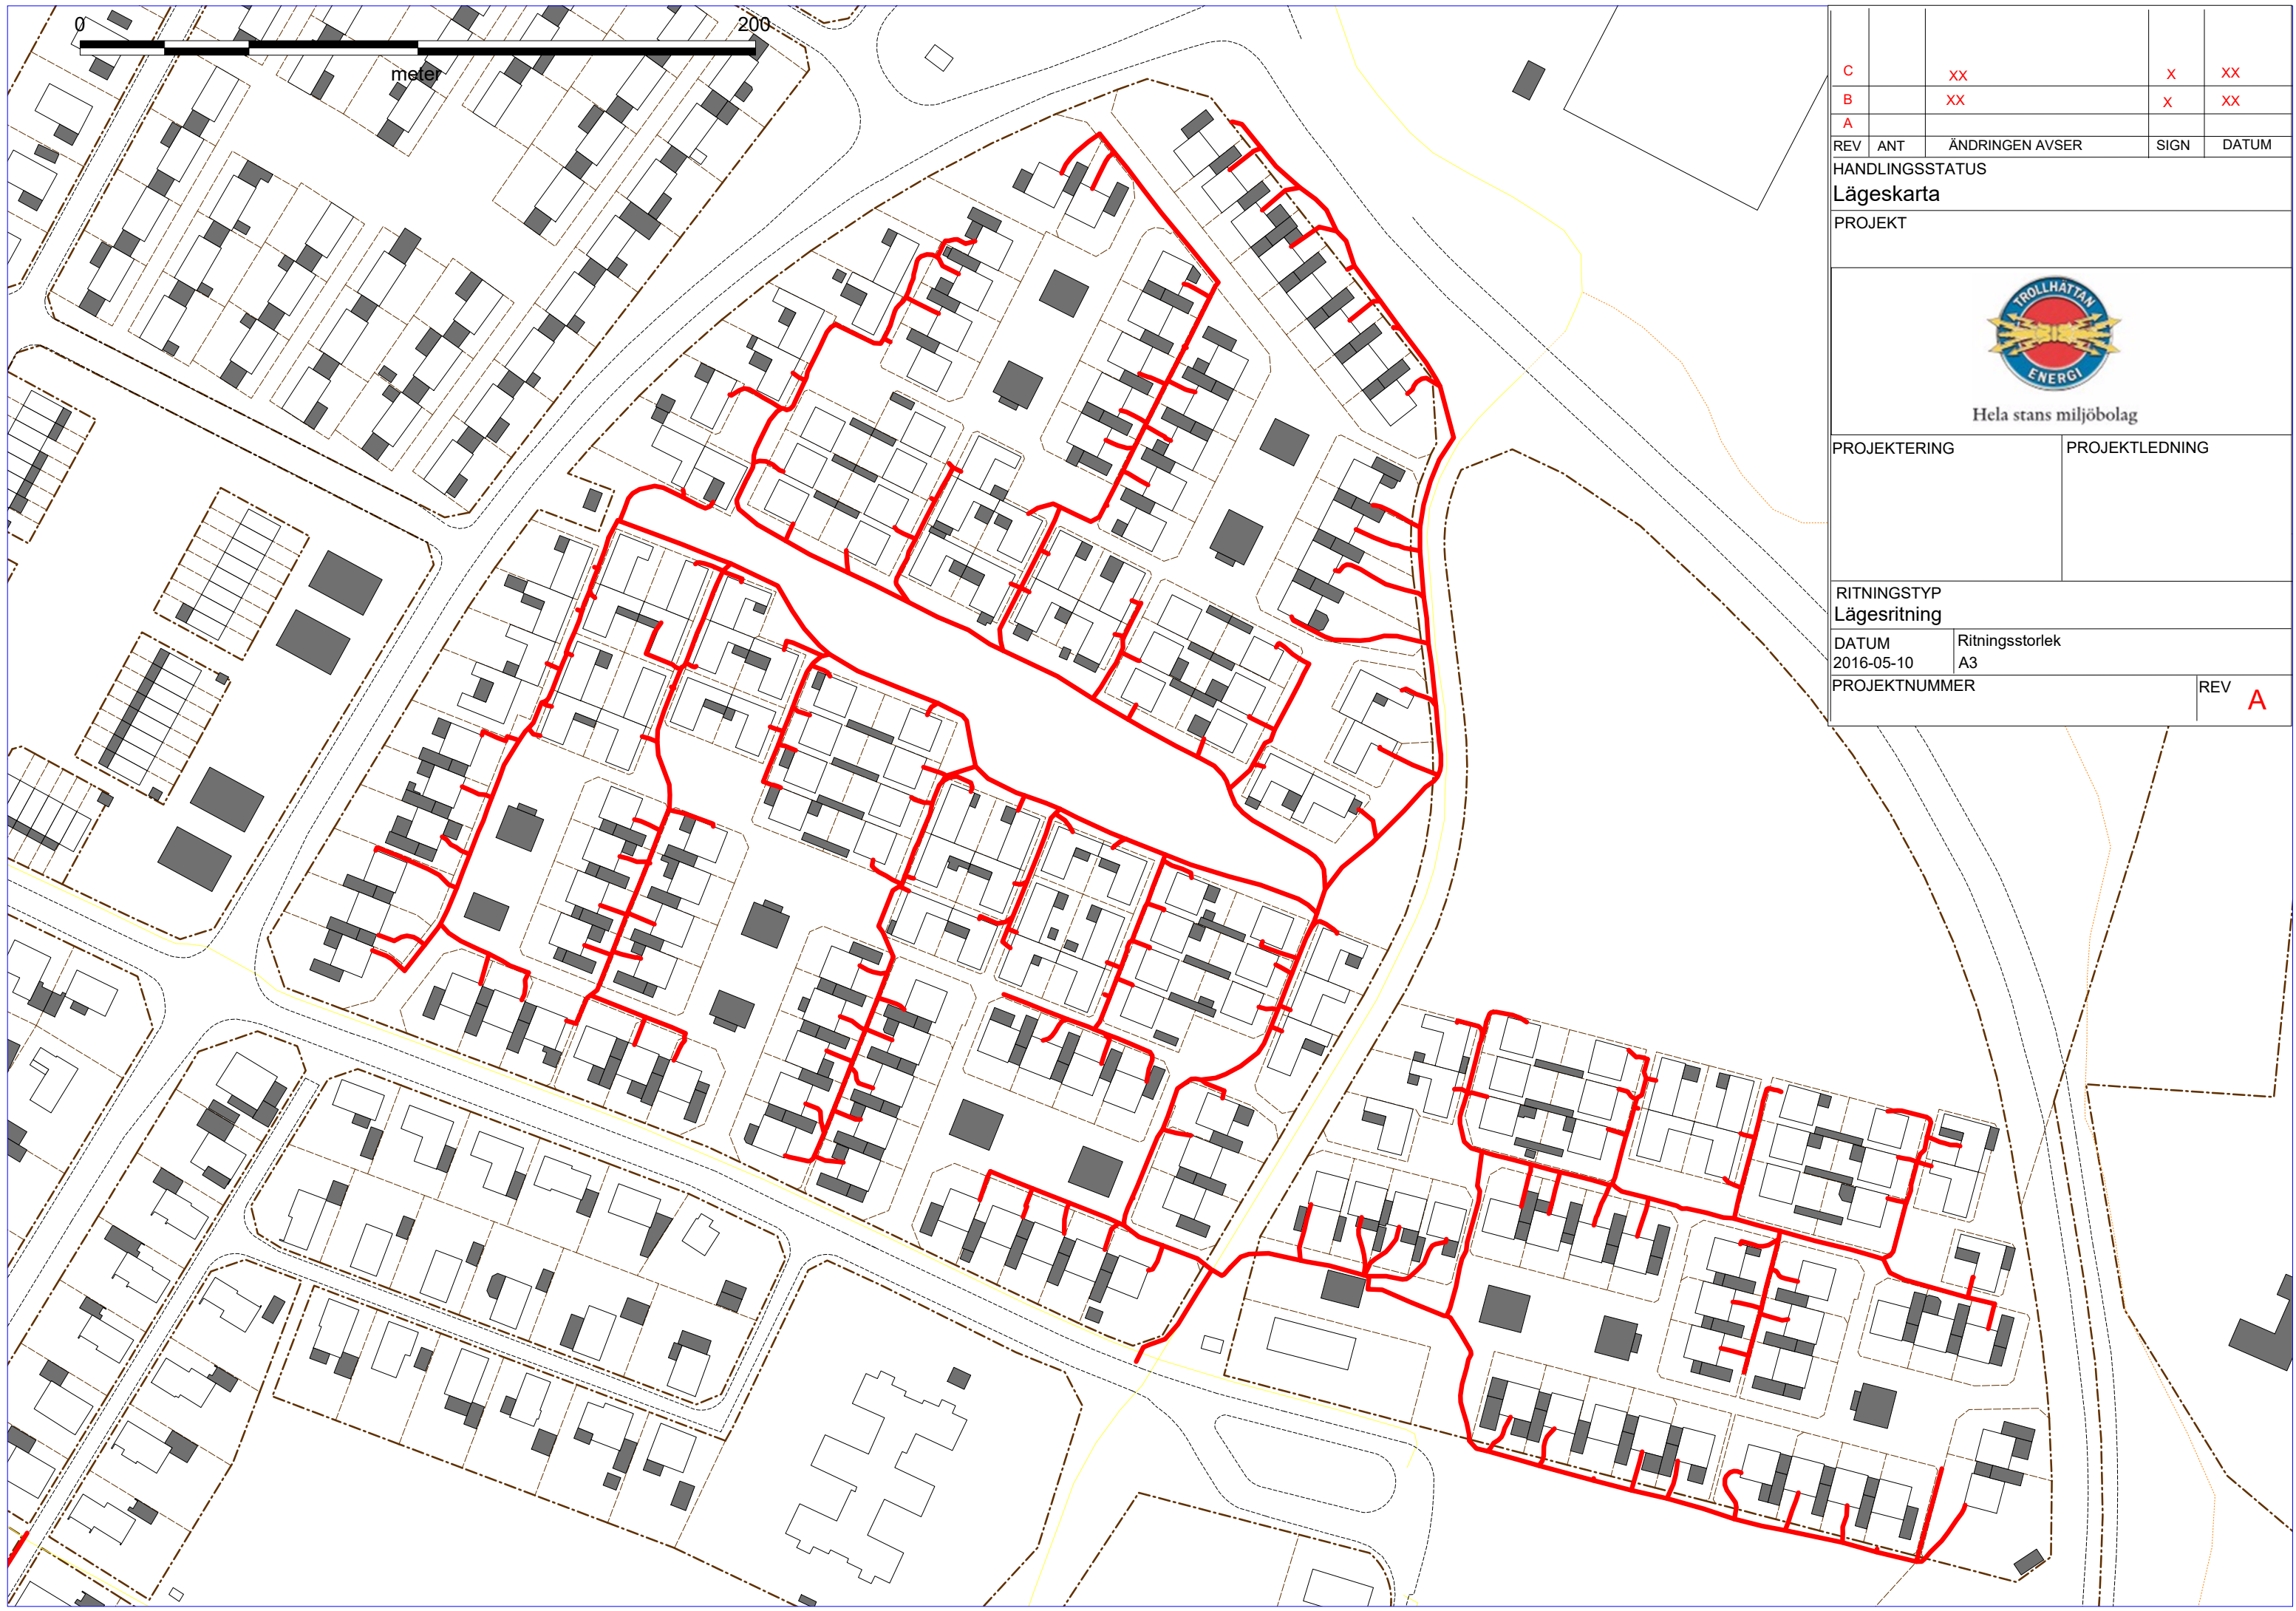 0 200
meter
C XX X XX
B XX X XX
A
REV ANT ÄNDRINGEN AVSER SIGN DATUM
HANDLINGSSTATUS
Lägeskarta
PROJEKT
TROLLHÄTTAN
ENERGI
Hela stans miljöbolag
PROJEKTERING PROJEKTLEDNING
RITNINGSTYP
Lägesritning
DATUM Ritningsstorlek
2016-05-10 A3
PROJEKTNUMMER REV A